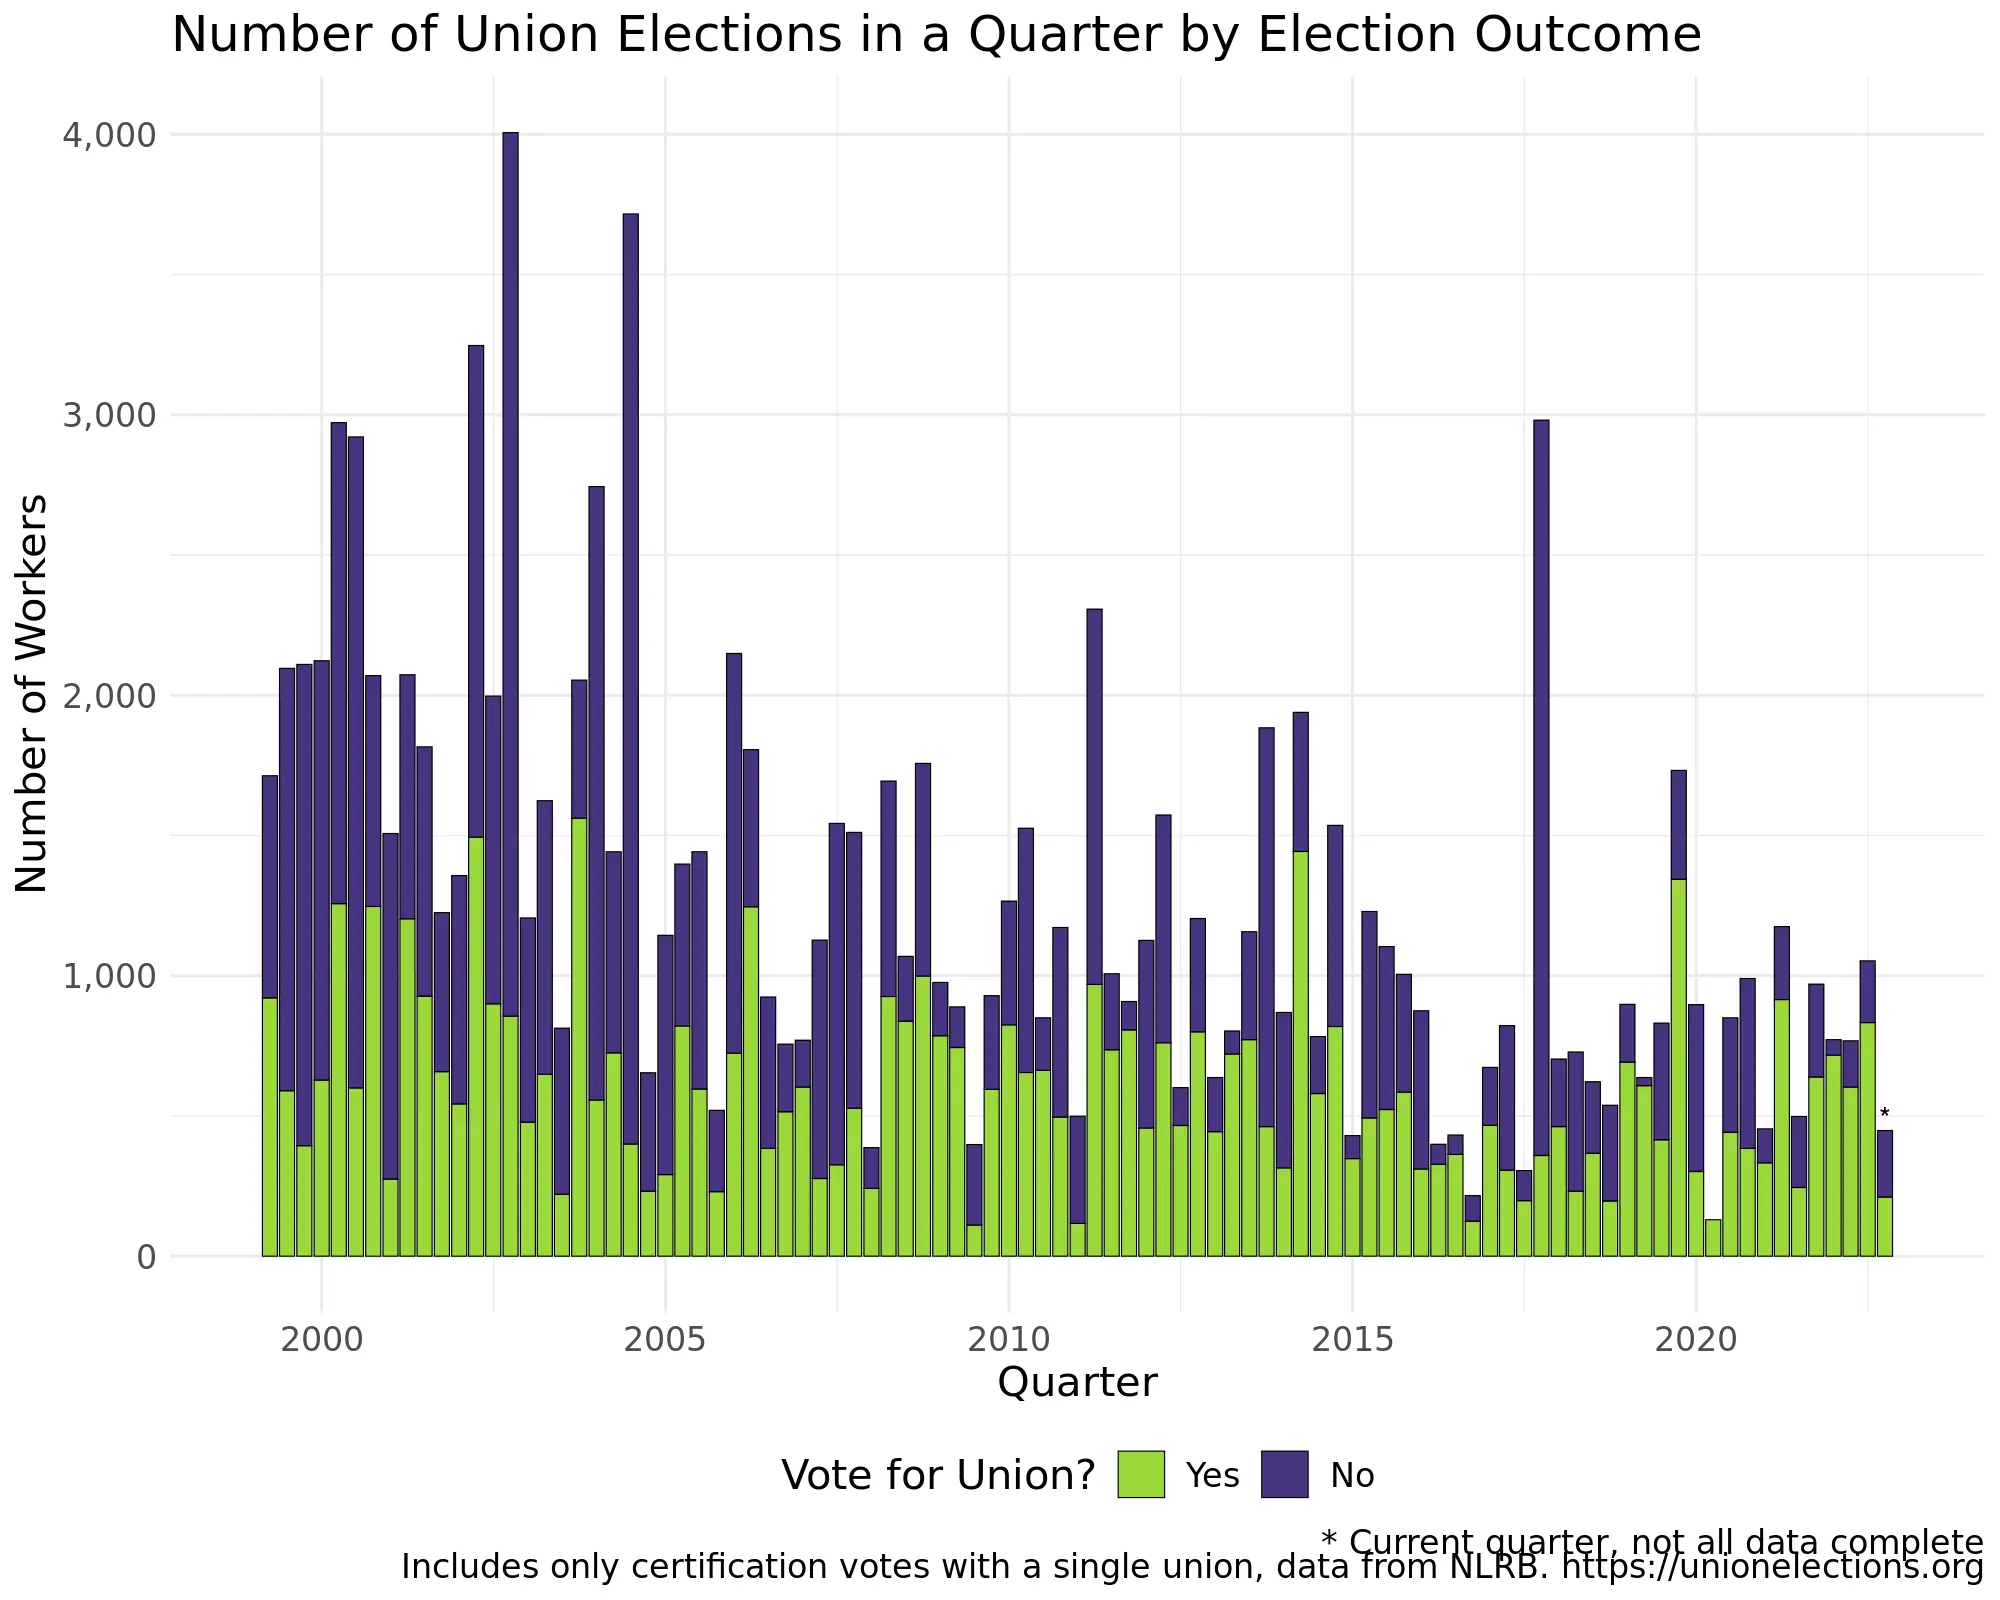 Number of Union Elections in a Quarter by Election Outcome
Number of Workers
4,000
3,000
2,000
1,000
0
*
2000 2005 2010 2015 2020
Quarter
Vote for Union? Yes No
* Current quarter, not all data complete
Includes only certification votes with a single union, data from NLRB. https://unionelections.org